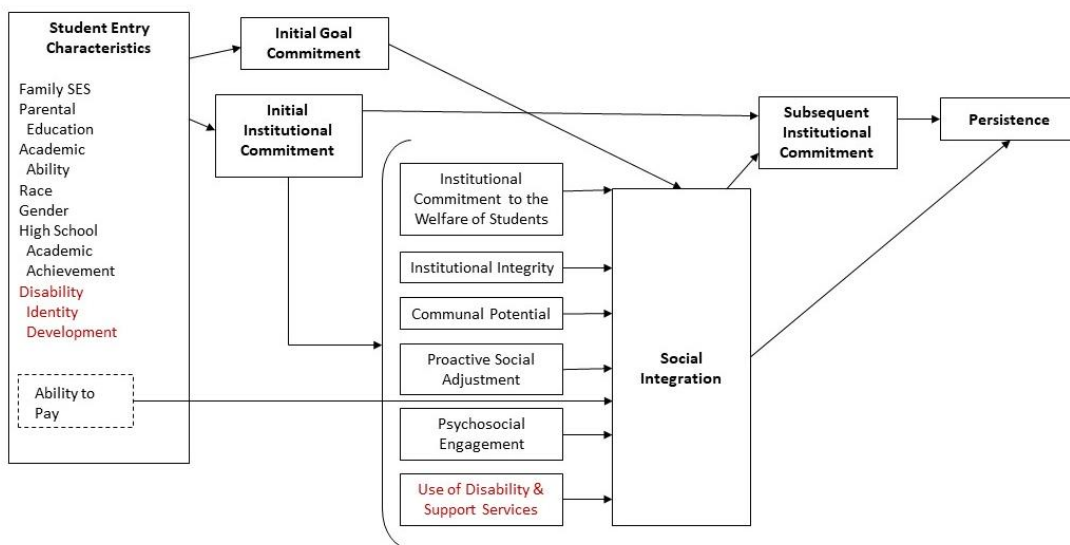 Student Entry
Characteristics
Family SES
Parental
Education
Academic
Ability
Race
Gender
High School
Academic
Achievement
Disability
Identity
Development
Ability to
Pay
Initial Goal
Commitment
Initial
Institutional
Commitment
Institutional
Commitment to the
Welfare of Students
Institutional Integrity
Communal Potential
Proactive Social
Adjustment
Psychosocial
Engagement
Use of Disability &
Support Services
Social
Integration
Subsequent
Institutional
Commitment
Persistence